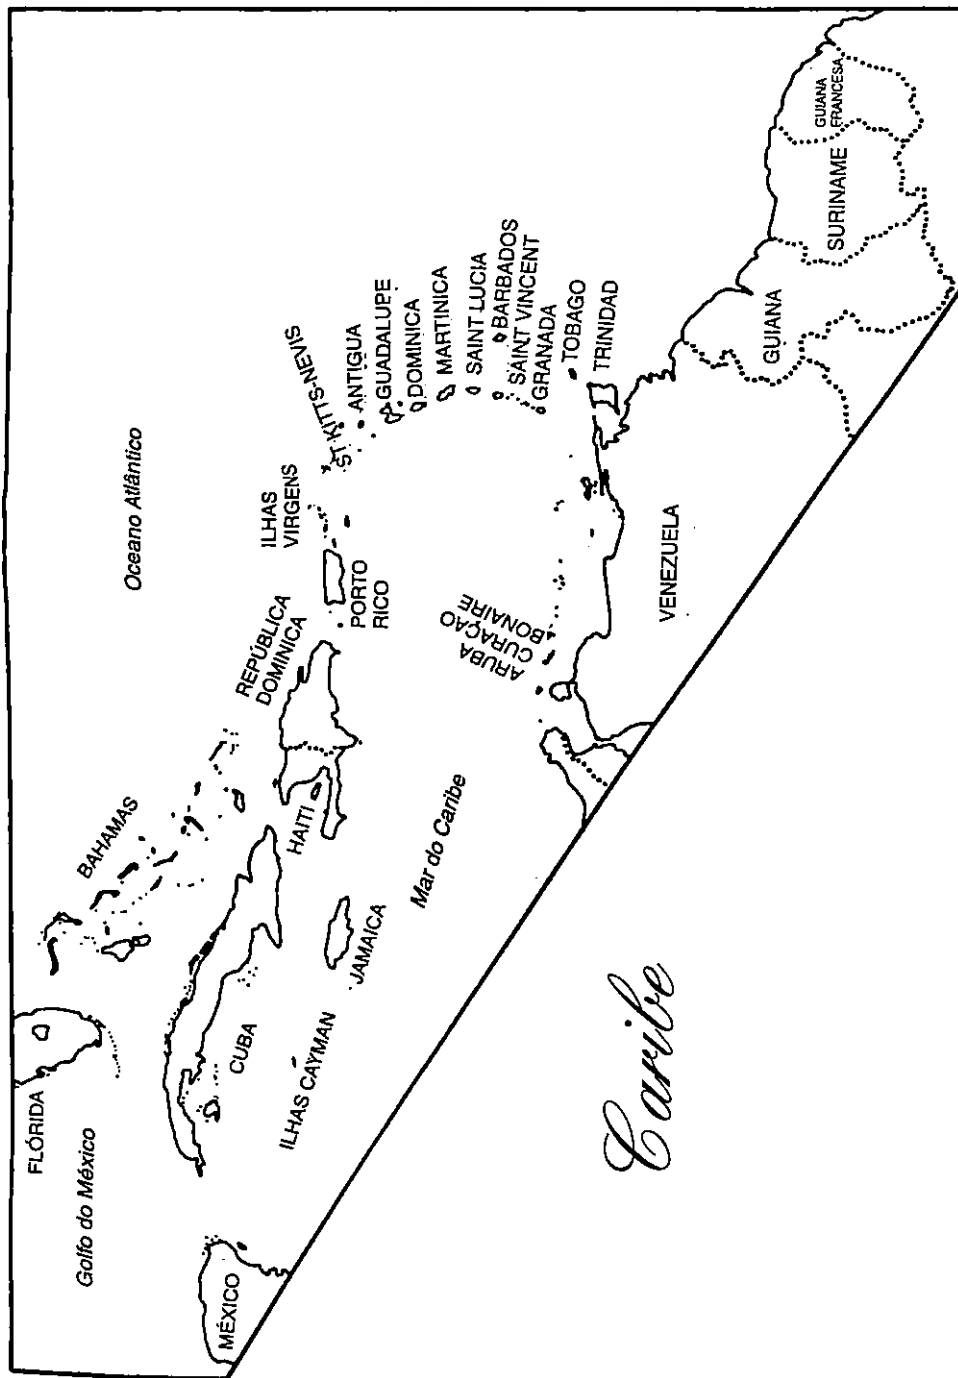 FLÓRIDA
Golfo do México
MÉXICO
BAHAMAS
Oceano Atlântico
CUBA
ILHAS CAYMAN
JAMAICA
HAITI
REPÚBLICA
DOMINICA
PORTO
RICO
ILHAS
VIRGENS
ST KITTS-NEVIS
ANTIGUA
GUADALUPE
DOMINICA
MARTINICA
SAINT LUCIA
BARBADOS
SAINT VINCENT
GRANADA
TOBAGO
TRINIDAD
Mar do Caribe
ARUBA
CURAÇAO
BONAIRE
VENEZUELA
GUIANA
SURINAME
GUIANA
FRANCESA
Caribe